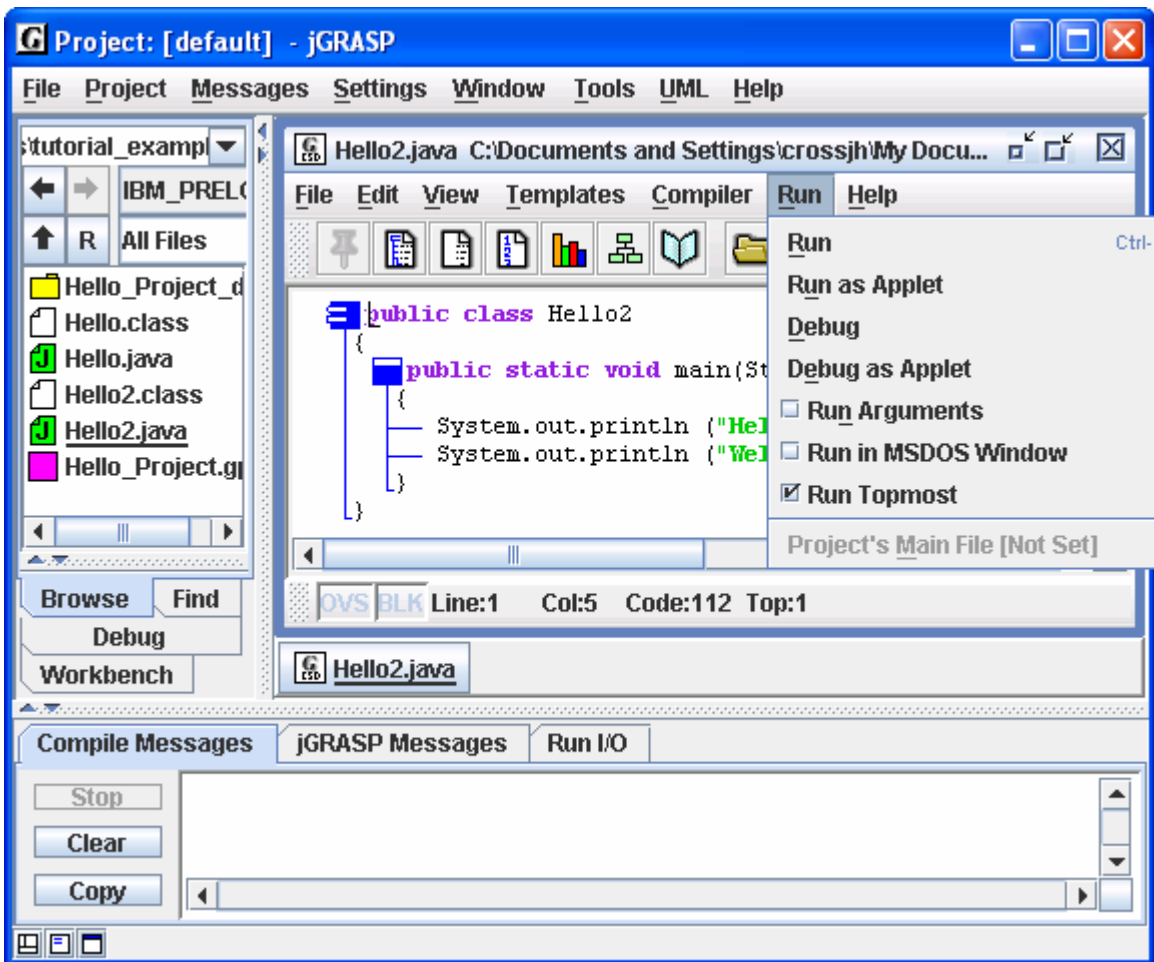 Project: [default] - jGRASP
File Project Messages Settings Window Tools UML Help
IBM_PREL
R All Files
Hello_Project_d
Hello.class
Hello.java
Hello2.class
Hello2.java
Hello_Project.g
Browse Find
Debug
Workbench
Hello2.java C:\Documents and Settings\crossjh\My Docu...
File Edit View Templates Compiler Run Help
public class Hello2
{
public static void main(St
{
System.out.println ("Hel
System.out.println ("Wel
}
}
Run Ctrl-
Run as Applet
Debug
Debug as Applet
Run Arguments
Run in MSDOS Window
Run Topmost
Project's Main File [Not Set]
OVS BLK Line:1 Col:5 Code:112 Top:1
Hello2.java
Compile Messages jGRASP Messages Run I/O
Stop
Clear
Copy